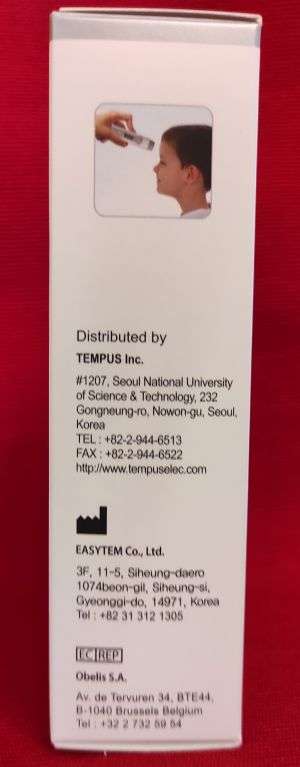 Distributed by
TEMPUS Inc.
#1207, Seoul National University
of Science & Technology, 232
Gongneung-ro, Nowon-gu, Seoul,
Korea
TEL : +82-2-944-6513
FAX : +82-2-944-6522
http://www.tempuselec.com
EASYTEM Co., Ltd.
3F, 11-5, Siheung-daero
1074beon-gil, Siheung-si,
Gyeonggi-do, 14971, Korea
Tel : +82 31 312 1305
EC REP
Obelis S.A.
Av. de Tervuren 34, BTE44,
B-1040 Brussels Belgium
Tel : +32 2 732 59 54